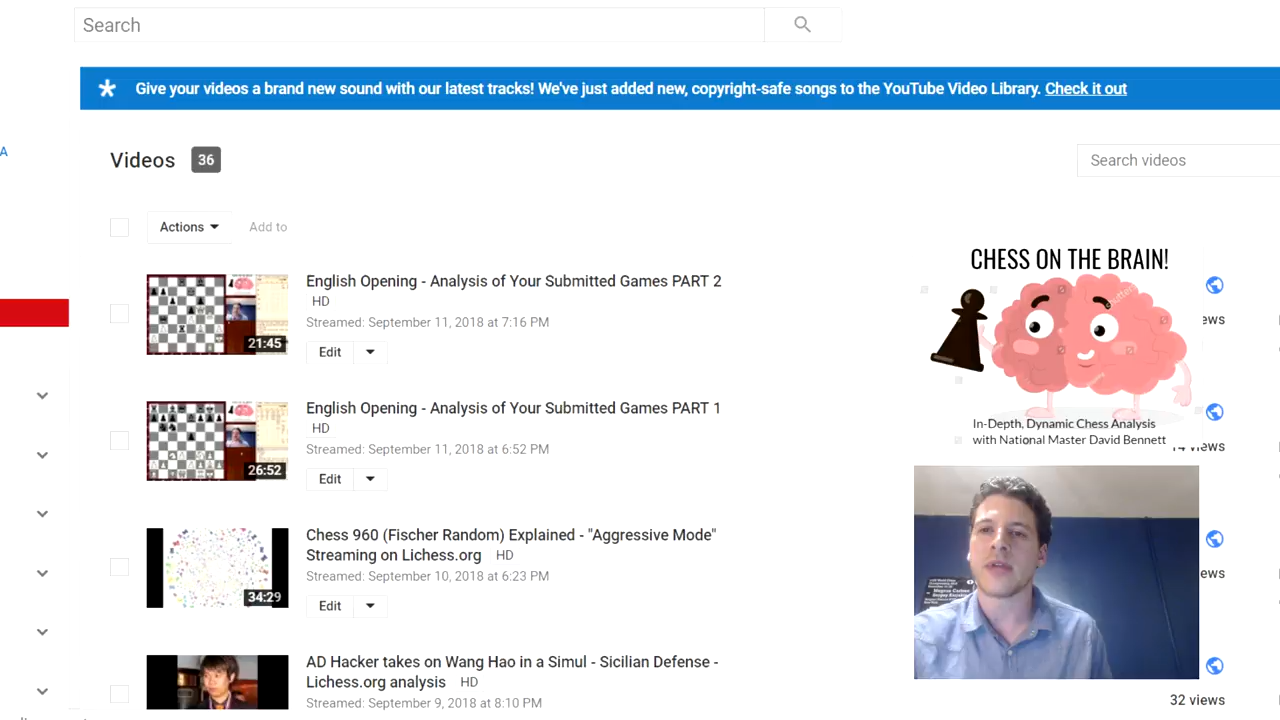 Search
Give your videos a brand new sound with our latest tracks! We've just added new, copyright-safe songs to the YouTube Video Library. Check it out
A
Videos 36
Search videos
Actions Add to
English Opening - Analysis of Your Submitted Games PART 2
HD
Streamed: September 11, 2018 at 7:16 PM
Edit
21:45
CHESS ON THE BRAIN!
In-Depth, Dynamic Chess Analysis
with National Master David Bennett
ews
English Opening - Analysis of Your Submitted Games PART 1
HD
Streamed: September 11, 2018 at 6:52 PM
Edit
26:52
14 views
Chess 960 (Fischer Random) Explained - "Aggressive Mode"
Streaming on Lichess.org HD
Streamed: September 10, 2018 at 6:23 PM
Edit
34:29
ews
AD Hacker takes on Wang Hao in a Simul - Sicilian Defense -
Lichess.org analysis HD
Streamed: September 9, 2018 at 8:10 PM
32 views